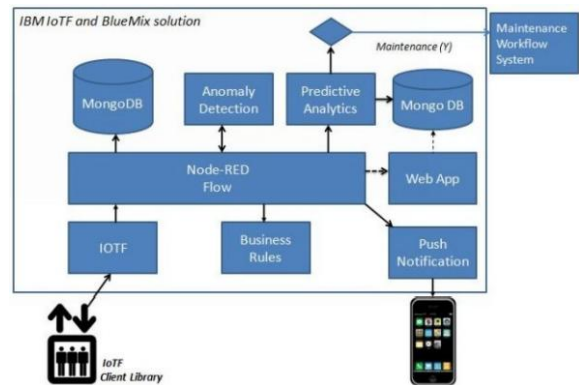 IBM IoTF and BlueMix solution
Maintenance (Y)
Maintenance
Workflow
System
MongoDB
Anomaly
Detection
Predictive
Analytics
Mongo DB
Node-RED
Flow
Web App
IOTF
Business
Rules
Push
Notification
IoTF
Client Library